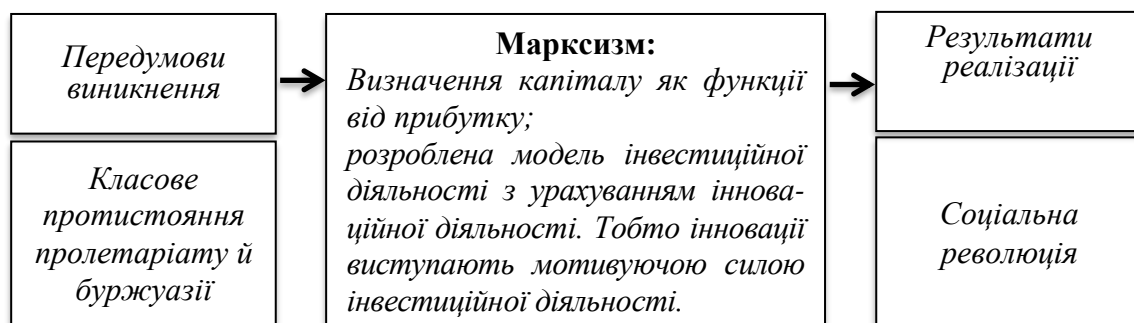 Передумови
виникнення
Класове
протистояння
пролетаріату й
буржуазії
Марксизм:
Визначення капіталу як функції
від прибутку;
розроблена модель інвестиційної
діяльності з урахуванням іннова-
ційної діяльності. Тобто інновації
виступають мотивуючою силою
інвестиційної діяльності.
Результати
реалізації
Соціальна
революція